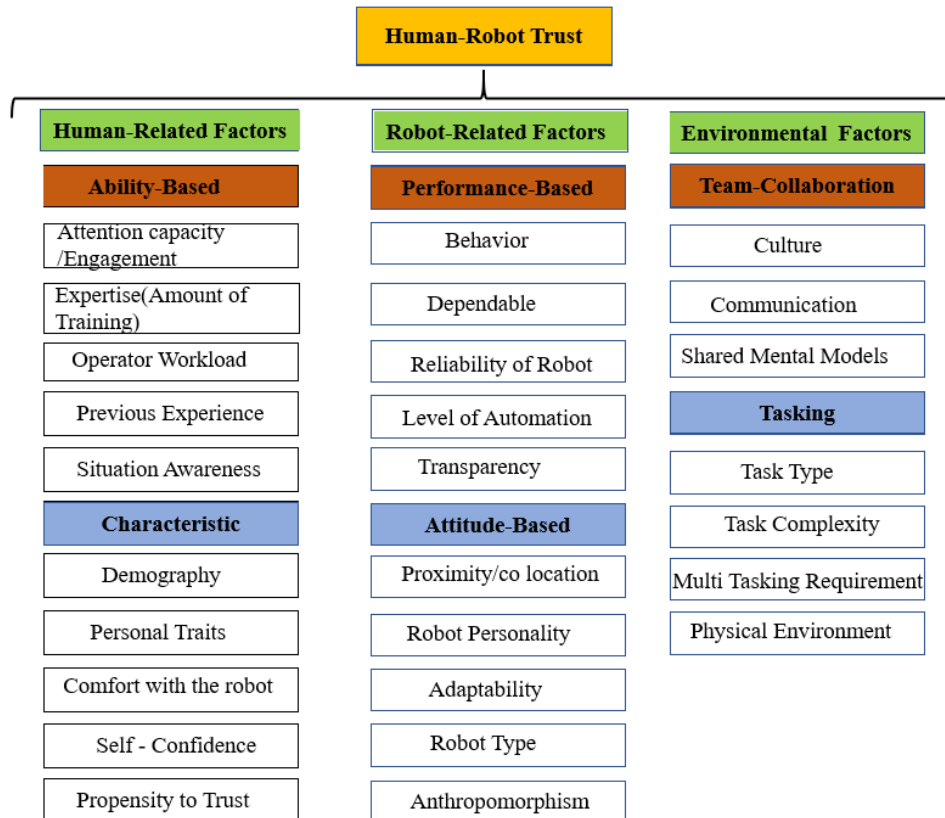 Human-Robot Trust
Human-Related Factors
Ability-Based
Attention capacity
/Engagement
Expertise(Amount of
Training)
Operator Workload
Previous Experience
Situation Awareness
Characteristic
Demography
Personal Traits
Comfort with the robot
Self - Confidence
Propensity to Trust
Robot-Related Factors
Performance-Based
Behavior
Dependable
Reliability of Robot
Level of Automation
Transparency
Attitude-Based
Proximity/co location
Robot Personality
Adaptability
Robot Type
Anthropomorphism
Environmental Factors
Team-Collaboration
Culture
Communication
Shared Mental Models
Tasking
Task Type
Task Complexity
Multi Tasking Requirement
Physical Environment